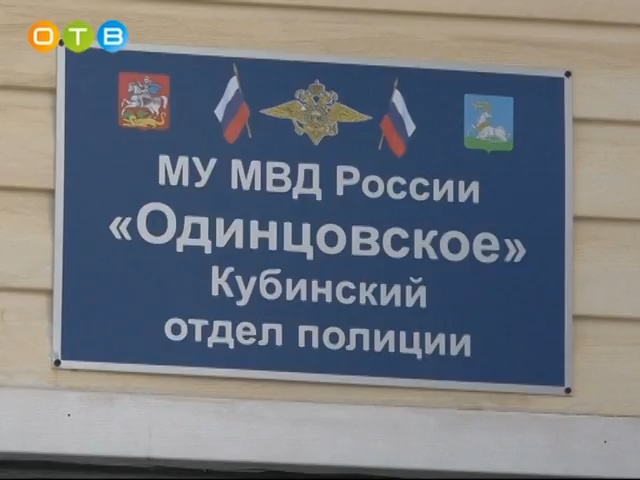 ОТВ
МУ МВД России
«Одинцовское»
Кубинский
отдел полиции